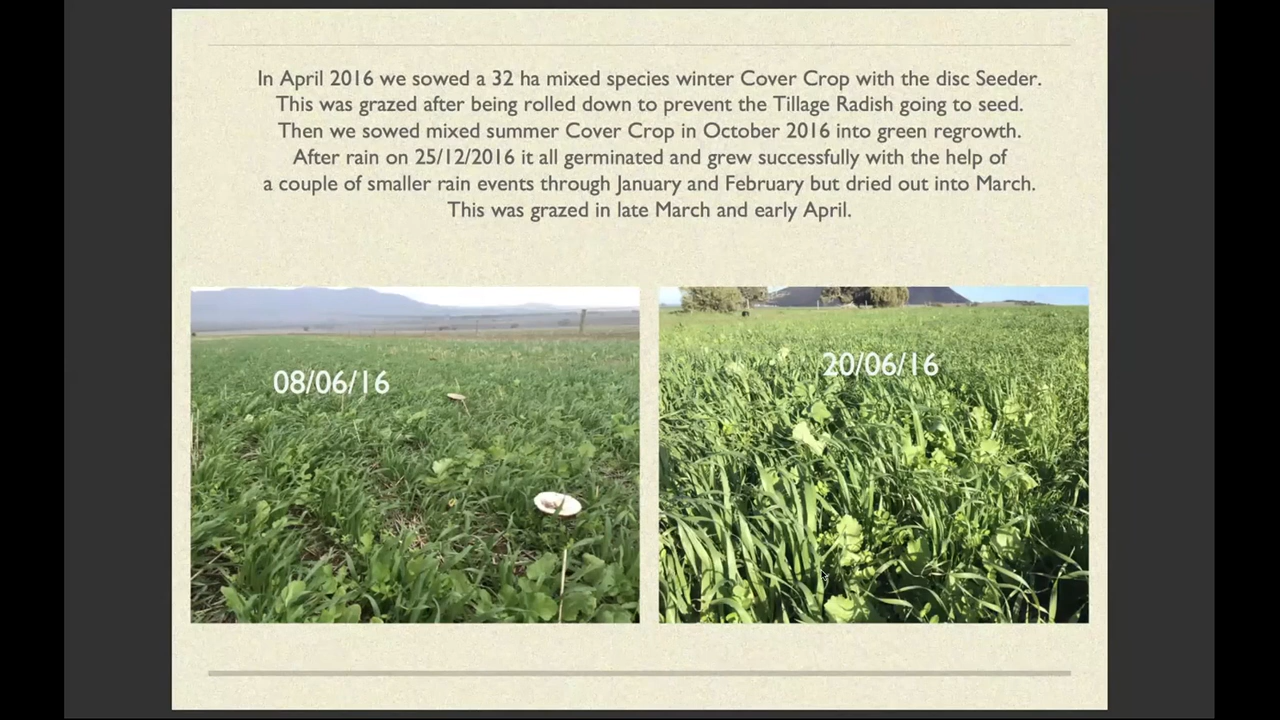 In April 2016 we sowed a 32 ha mixed species winter Cover Crop with the disc Seeder.
This was grazed after being rolled down to prevent the Tillage Radish going to seed.
Then we sowed mixed summer Cover Crop in October 2016 into green regrowth.
After rain on 25/12/2016 it all germinated and grew successfully with the help of
a couple of smaller rain events through January and February but dried out into March.
This was grazed in late March and early April.
08/06/16
20/06/16